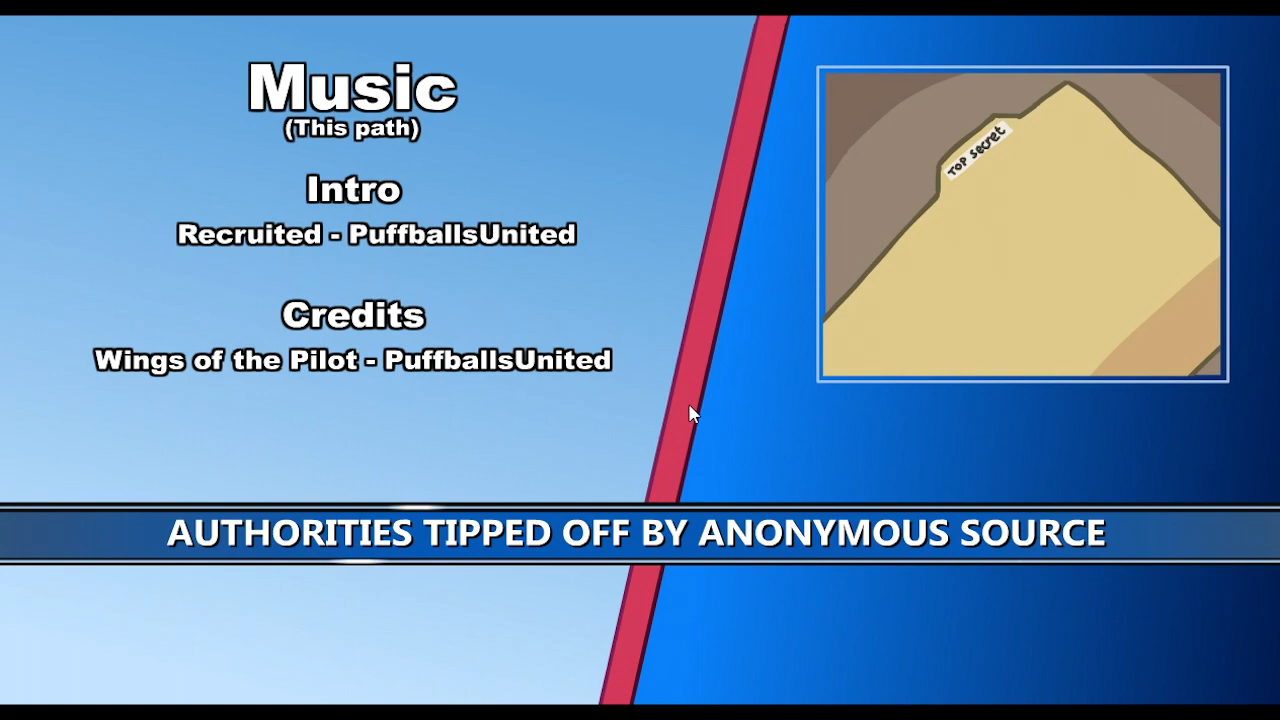 Music
(This path)
Intro
Recruited - PuffballsUnited
Credits
Wings of the Pilot - PuffballsUnited
TOP SECRET
AUTHORITIES TIPPED OFF BY ANONYMOUS SOURCE